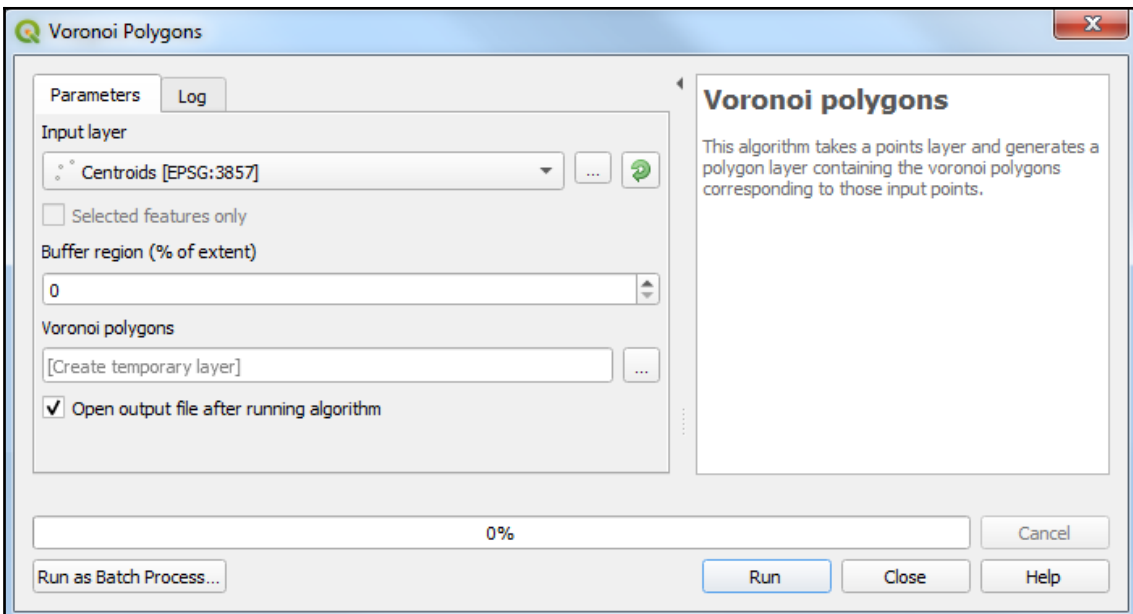 Voronoi Polygons
X
Parameters
Log
Input layer
Centroids [EPSG:3857]
...
Selected features only
Buffer region (% of extent)
0
Voronoi polygons
[Create temporary layer]
...
Open output file after running algorithm
Voronoi polygons
This algorithm takes a points layer and generates a
polygon layer containing the voronoi polygons
corresponding to those input points.
0%
Cancel
Run as Batch Process...
Run
Close
Help